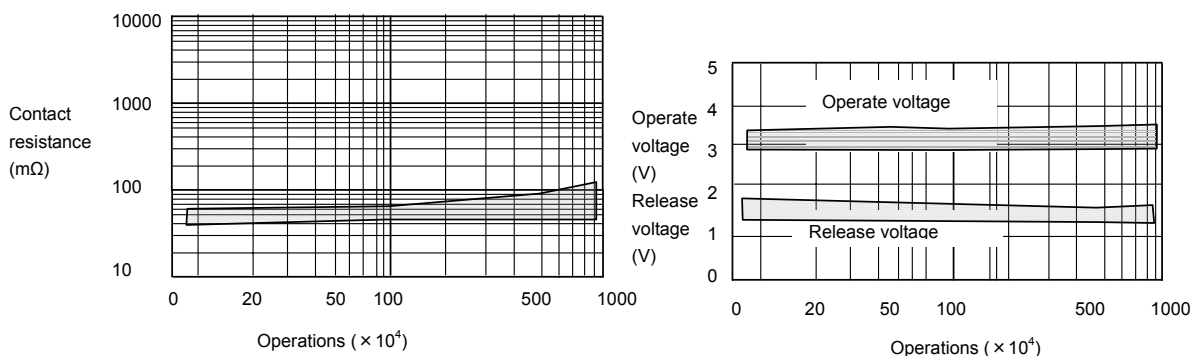 10000
1000
100
10
Contact
resistance
(mΩ)
0 20 50 100 500 1000
Operations (×10⁴)
5
4
3
2
1
0
Operate
voltage
(V)
Release
voltage
(V)
Operate voltage
Release voltage
0 20 50 100 500 1000
Operations (×10⁴)